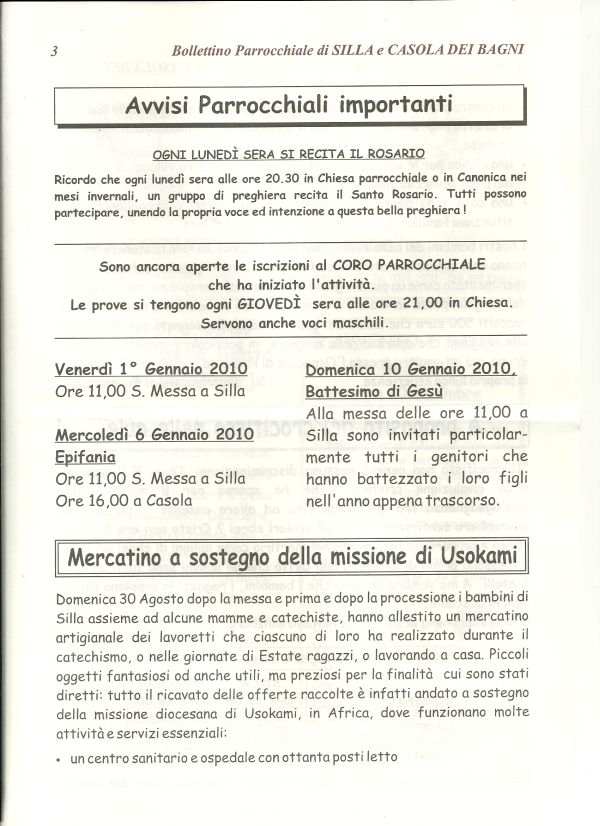 3 Bollettino Parrocchiale di SILLA e CASOLA DEI BAGNI
Avvisi Parrocchiali importanti
OGNI LUNEDÌ SERA SI RECITA IL ROSARIO
Ricordo che ogni lunedì sera alle ore 20.30 in Chiesa parrocchiale o in Canonica nei
mesi invernali, un gruppo di preghiera recita il Santo Rosario. Tutti possono
partecipare, unendo la propria voce ed intenzione a questa bella preghiera !
Sono ancora aperte le iscrizioni al CORO PARROCCHIALE
che ha iniziato l'attività.
Le prove si tengono ogni GIOVEDÌ sera alle ore 21,00 in Chiesa.
Servono anche voci maschili.
Venerdì 1° Gennaio 2010
Ore 11,00 S. Messa a Silla
Mercoledì 6 Gennaio 2010
Epifania
Ore 11,00 S. Messa a Silla
Ore 16,00 a Casola
Domenica 10 Gennaio 2010,
Battesimo di Gesù
Alla messa delle ore 11,00 a
Silla sono invitati particolar-
mente tutti i genitori che
hanno battezzato i loro figli
nell'anno appena trascorso.
Mercatino a sostegno della missione di Usokami
Domenica 30 Agosto dopo la messa e prima e dopo la processione i bambini di
Silla assieme ad alcune mamme e catechiste, hanno allestito un mercatino
artigianale dei lavoretti che ciascuno di loro ha realizzato durante il
catechismo, o nelle giornate di Estate ragazzi, o lavorando a casa. Piccoli
oggetti fantasiosi od anche utili, ma preziosi per la finalità cui sono stati
diretti: tutto il ricavato delle offerte raccolte è infatti andato a sostegno
della missione diocesana di Usokami, in Africa, dove funzionano molte
attività e servizi essenziali:
• un centro sanitario e ospedale con ottanta posti letto